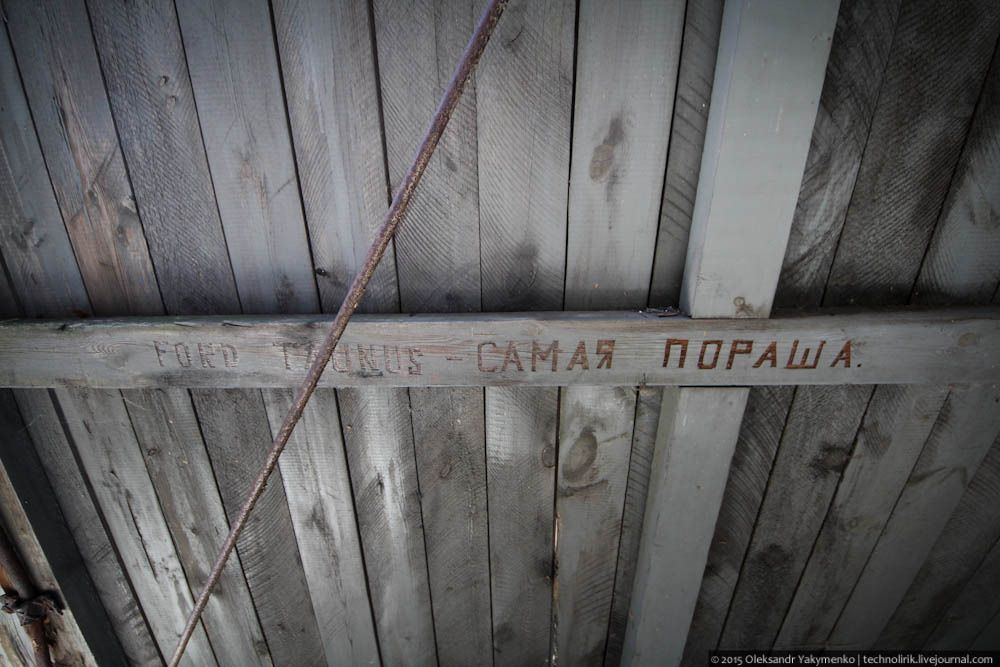 FORD TAUNUS - САМАЯ ПОРАША.
© 2015 Oleksandr Yakymenko | technolirik.livejournal.com